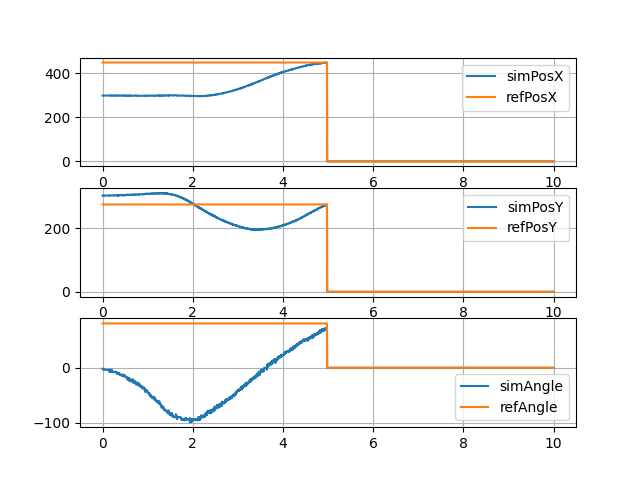 400
200
0
simPosX
refPosX
0 2 4 6 8 10
200
0
simPosY
refPosY
0 2 4 6 8 10
0
−100
simAngle
refAngle
0 2 4 6 8 10